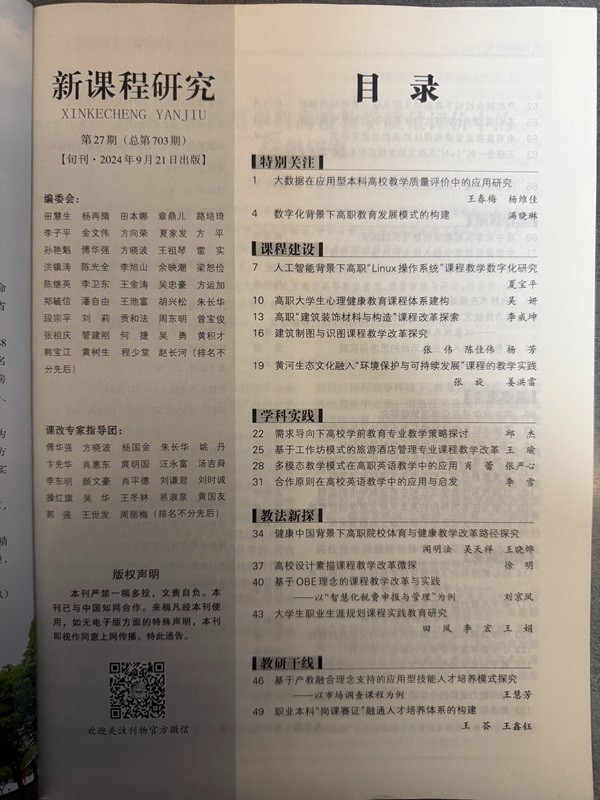 新课程研究
XINKECHENG YANJIU
第27期（总第703期）
【旬刊·2024年9月21日出版】
编委会：
田慧生 杨再隋 田本娜 章鼎儿 路培琦
李子平 金文伟 方向荣 夏家发 方 平
孙艳魁 傅华强 方晓波 王祖琴 雷 实
洪镇涛 陈光全 李旭山 余映潮 梁恕俭
陈继英 李卫东 王金涛 吴忠豪 方运加
郑毓信 潘自由 王池富 胡兴松 朱长华
段宗平 刘 莉 贡和法 周东明 曾宝俊
张祖庆 管建刚 何 捷 吴 勇 黄积才
韩宝江 黄树生 程少堂 赵长河（排名不
分先后）
课改专家指导团：
傅华强 方晓波 杨国金 朱长华 姚 丹
卞先华 肖惠东 庹明国 汪永富 汤吉舜
李东明 颜文豪 肖平德 刘谦君 刘时诚
操红旗 吴 华 王冬林 易淑泉 黄国友
郭 强 王世发 周丽梅（排名不分先后）
版权声明
本刊严禁一稿多投，文责自负。本
刊已与中国知网合作。来稿凡经本刊使
用，如无电子版方面的特殊声明，本刊
即视作同意上网传播。特此通告。
欢迎关注刊物官方微信
目 录
特别关注
1 大数据在应用型本科高校教学质量评价中的应用研究
王春梅 杨维佳
4 数字化背景下高职教育发展模式的构建 满晓琳
课程建设
7 人工智能背景下高职“Linux操作系统”课程教学数字化研究
夏宝平
10 高职大学生心理健康教育课程体系建构 吴 妍
13 高职“建筑装饰材料与构造”课程改革探索 李威坤
16 建筑制图与识图课程教学改革探究
张 伟 陈佳伟 杨 芳
19 黄河生态文化融入“环境保护与可持续发展”课程的教学实践
张 旋 姜洪雷
学科实践
22 需求导向下高校学前教育专业教学策略探讨 邱 杰
25 基于工作坊模式的旅游酒店管理专业课程教学改革 王 瑜
28 多模态教学模式在高职英语教学中的应用 肖 蕾 张严心
31 合作原则在高校英语教学中的应用与启发 李 雪
教法新探
34 健康中国背景下高职院校体育与健康教学改革路径探究
闻明法 吴天祥 王晓烨
37 高校设计素描课程教学改革微探 徐 明
40 基于OBE理念的课程教学改革与实践
——以“智慧化税费申报与管理”为例 刘京凤
43 大学生职业生涯规划课程实践教育研究
田 凤 李 宏 王 娟
教研干线
46 基于产教融合理念支持的应用型技能人才培养模式探究
——以市场调查课程为例 王慧芳
49 职业本科“岗课赛证”融通人才培养体系的构建
王 荟 王鑫钰